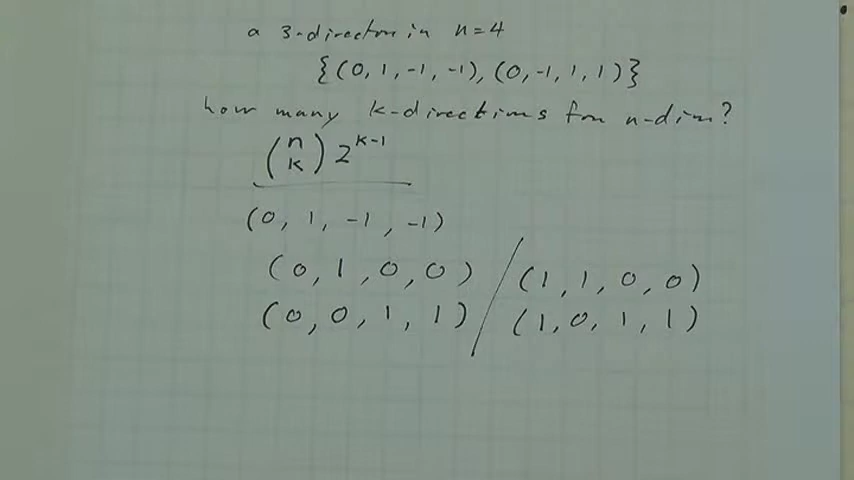 a 3-direction in n=4
{(0, 1, -1, -1), (0, -1, 1, 1)}
how many k-directions for n-dim?
(n k) 2^{k-1}
(0, 1, -1, -1)
(0, 1, 0, 0) / (1, 1, 0, 0)
(0, 0, 1, 1) / (1, 0, 1, 1)